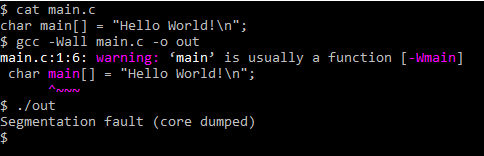 $ cat main.c
char main[] = "Hello World!\n";
$ gcc -Wall main.c -o out
main.c:1:6: warning: ‘main’ is usually a function [-Wmain]
 char main[] = "Hello World!\n";
      ^~~~
$ ./out
Segmentation fault (core dumped)
$